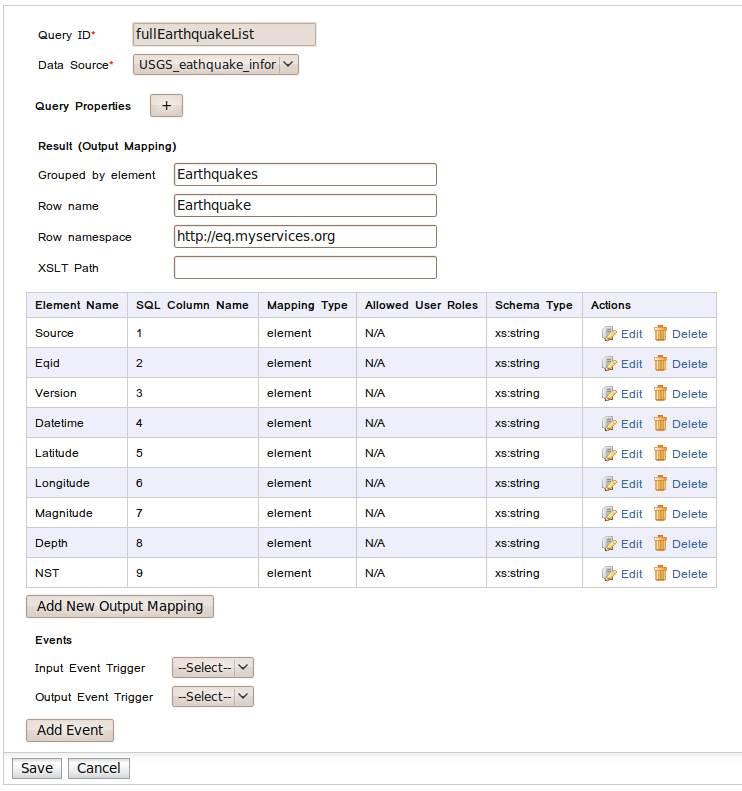 Query ID* fullEarthquakeList
Data Source* USGS_eathquake_infor
Query Properties +
Result (Output Mapping)
Grouped by element Earthquakes
Row name Earthquake
Row namespace http://eq.myservices.org
XSLT Path
Element Name SQL Column Name Mapping Type Allowed User Roles Schema Type Actions
Source 1 element N/A xs:string Edit Delete
Eqid 2 element N/A xs:string Edit Delete
Version 3 element N/A xs:string Edit Delete
Datetime 4 element N/A xs:string Edit Delete
Latitude 5 element N/A xs:string Edit Delete
Longitude 6 element N/A xs:string Edit Delete
Magnitude 7 element N/A xs:string Edit Delete
Depth 8 element N/A xs:string Edit Delete
NST 9 element N/A xs:string Edit Delete
Add New Output Mapping
Events
Input Event Trigger --Select--
Output Event Trigger --Select--
Add Event
Save Cancel